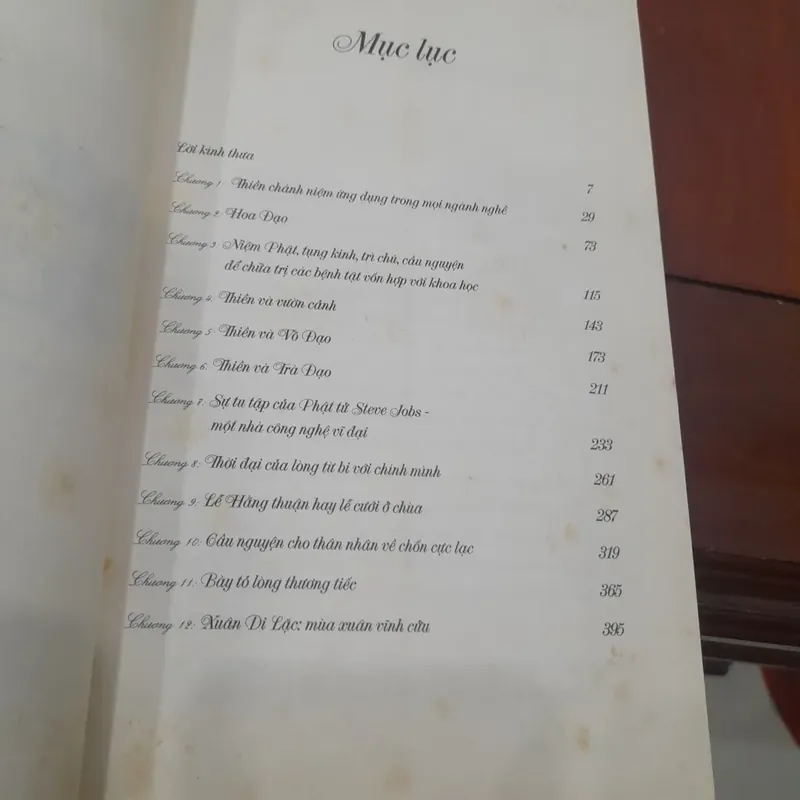 Mục lục
Lời kính thưa 7
Chương 1: Thiền chánh niệm ứng dụng trong mọi ngành nghề 29
Chương 2: Hoa Đạo 73
Chương 3: Niệm Phật, tụng kinh, trì chú, cầu nguyện
để chữa trị các bệnh tật vốn hợp với khoa học 115
Chương 4: Thiền và vườn cảnh 143
Chương 5: Thiền và Võ Đạo 173
Chương 6: Thiền và Trà Đạo 211
Chương 7: Sự tu tập của Phật tử Steve Jobs -
một nhà công nghệ vĩ đại 233
Chương 8: Thời đại của lòng từ bi với chính mình 261
Chương 9: Lễ Hằng thuận hay lễ cưới ở chùa 287
Chương 10: Cầu nguyện cho thân nhân về chốn cực lạc 319
Chương 11: Bày tỏ lòng thương tiếc 365
Chương 12: Xuân Di Lặc: mùa xuân vĩnh cửu 395